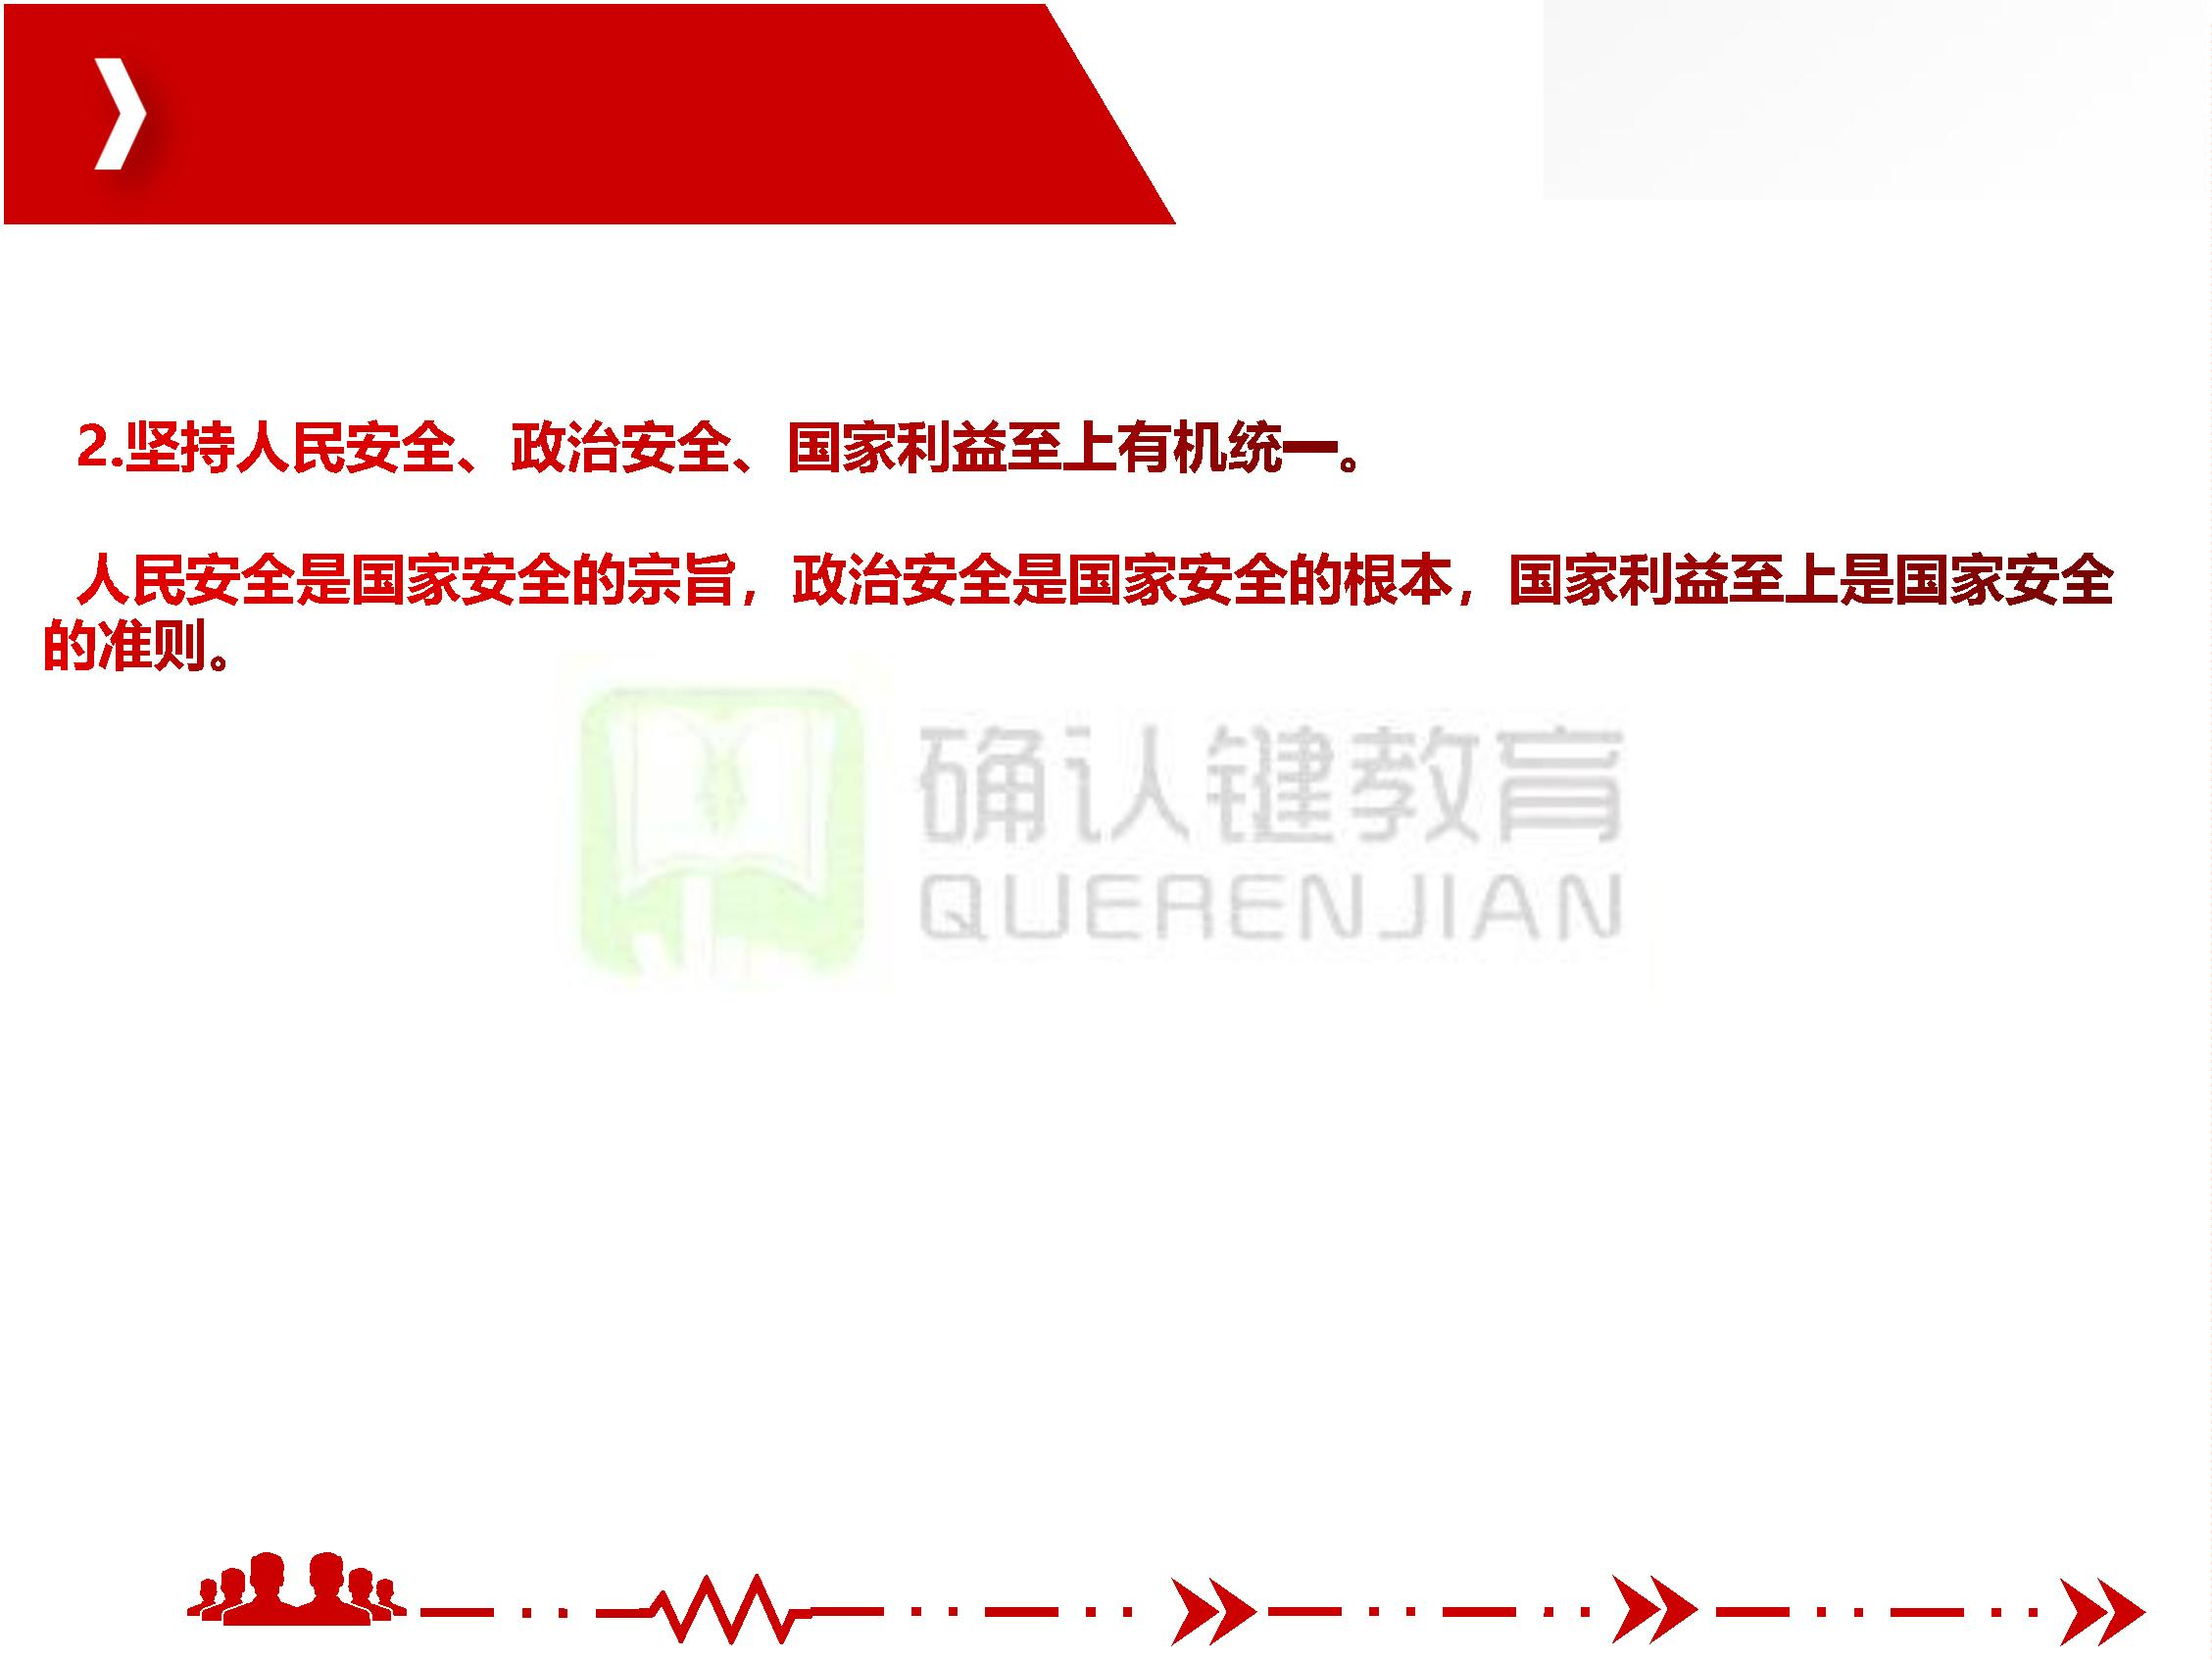 2.坚持人民安全、政治安全、国家利益至上有机统一。
人民安全是国家安全的宗旨，政治安全是国家安全的根本，国家利益至上是国家安全
的准则。
确认键教育
QUERENJIAN